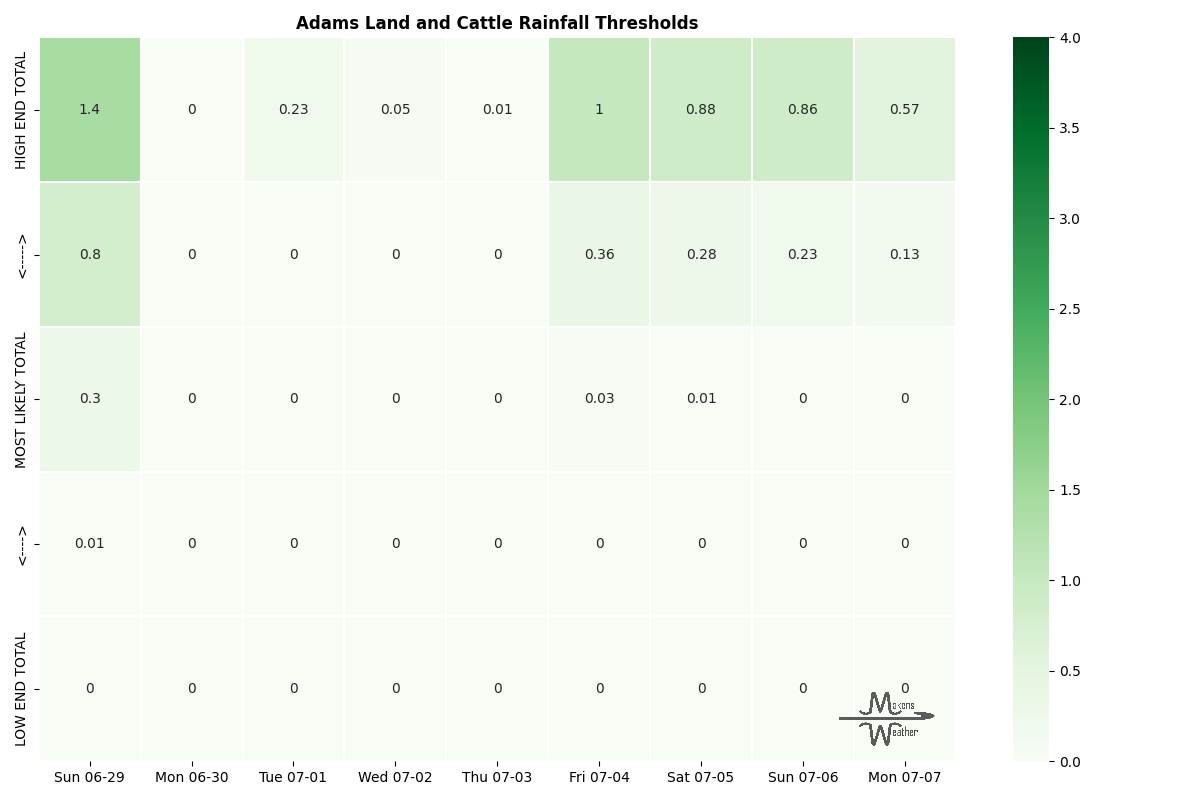 Adams Land and Cattle Rainfall Thresholds
HIGH END TOTAL
1.4 0 0.23 0.05 0.01 1 0.88 0.86 0.57
<----->
0.8 0 0 0 0 0.36 0.28 0.23 0.13
MOST LIKELY TOTAL
0.3 0 0 0 0 0.03 0.01 0 0
<---->
0.01 0 0 0 0 0 0 0 0
LOW END TOTAL
0 0 0 0 0 0 0 0 0
Makens
Weather
Sun 06-29 Mon 06-30 Tue 07-01 Wed 07-02 Thu 07-03 Fri 07-04 Sat 07-05 Sun 07-06 Mon 07-07
4.0
3.5
3.0
2.5
2.0
1.5
1.0
0.5
0.0